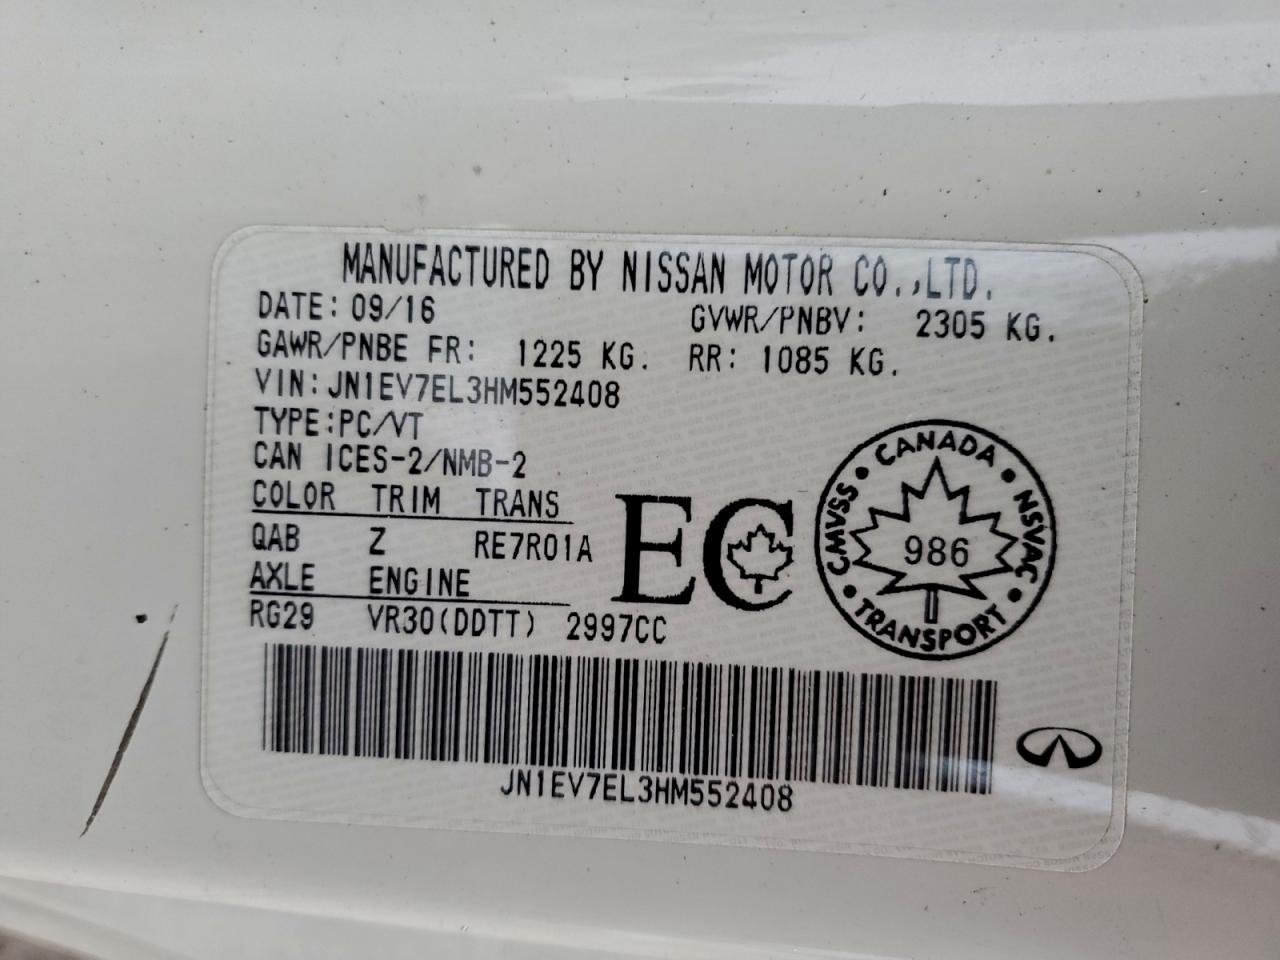 MANUFACTURED BY NISSAN MOTOR CO.,LTD.
DATE: 09/16 GVWR/PNBV: 2305 KG.
GAWR/PNBE FR: 1225 KG. RR: 1085 KG.
VIN: JN1EV7EL3HM552408
TYPE:PC/VT
CAN ICES-2/NMB-2
COLOR TRIM TRANS
QAB Z RE7R01A
AXLE ENGINE
RG29 VR30(DDTT) 2997CC
EC
CANADA
CMVSS
NSVAC
986
TRANSPORT
JN1EV7EL3HM552408